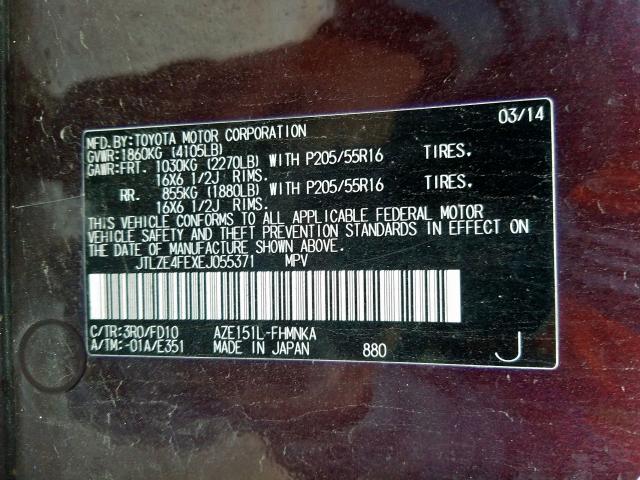 03/14
MFD.BY:TOYOTA MOTOR CORPORATION
GVWR:1860KG (4105LB)
GAWR:FRT. 1030KG (2270LB) WITH P205/55R16 TIRES.
16X6 1/2J RIMS.
RR. 855KG (1880LB) WITH P205/55R16 TIRES.
16X6 1/2J RIMS.
THIS VEHICLE CONFORMS TO ALL APPLICABLE FEDERAL MOTOR
VEHICLE SAFETY AND THEFT PREVENTION STANDARDS IN EFFECT ON
THE DATE OF MANUFACTURE SHOWN ABOVE.
JTLZE4FEXEJ055371 MPV
C/TR:3R0/FD10 AZE151L-FHMNKA
A/TM:-01A/E351 MADE IN JAPAN 880 J